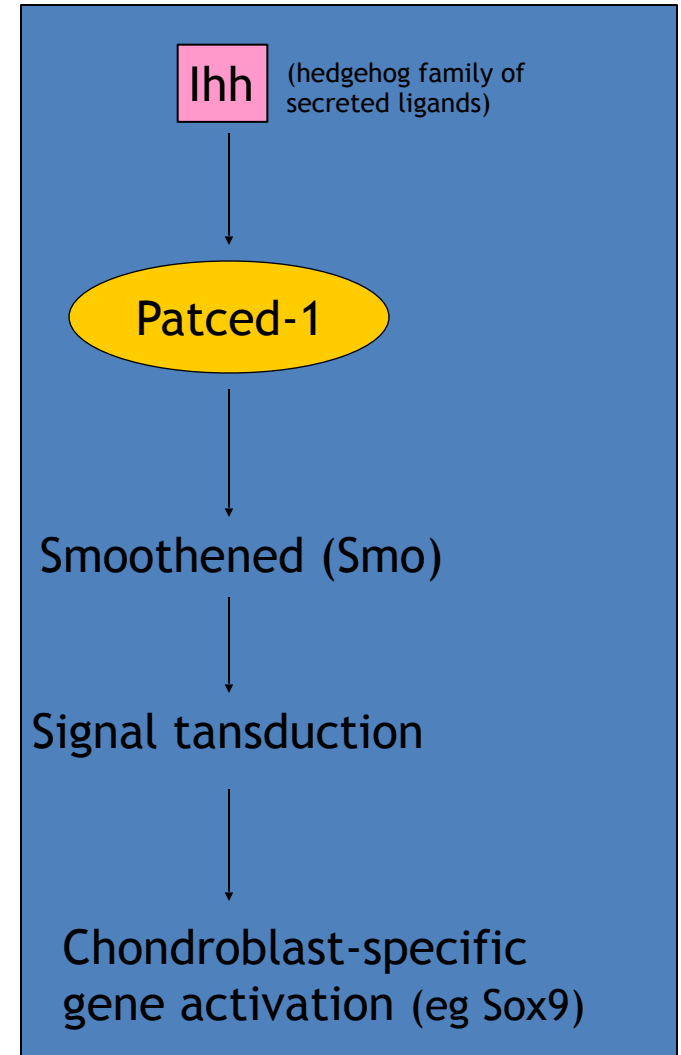 Ihh
(hedgehog family of
secreted ligands)
Patced-1
Smoothened (Smo)
Signal tansduction
Chondroblast-specific
gene activation (eg Sox9)